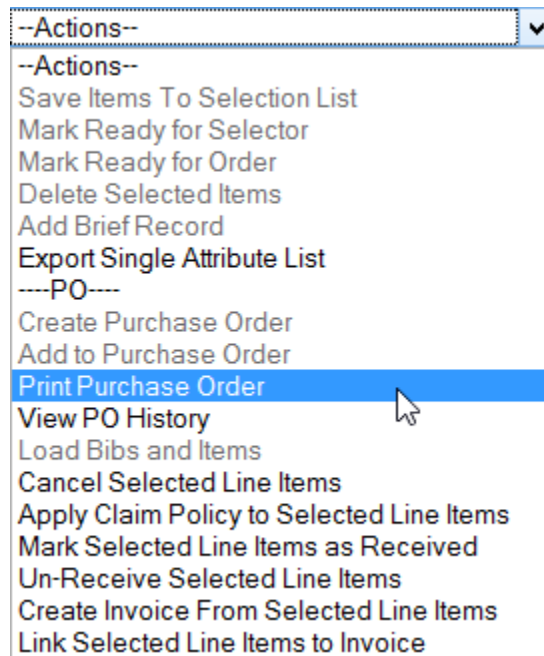 --Actions--
--Actions--
Save Items To Selection List
Mark Ready for Selector
Mark Ready for Order
Delete Selected Items
Add Brief Record
Export Single Attribute List
----PO----
Create Purchase Order
Add to Purchase Order
Print Purchase Order
View PO History
Load Bibs and Items
Cancel Selected Line Items
Apply Claim Policy to Selected Line Items
Mark Selected Line Items as Received
Un-Receive Selected Line Items
Create Invoice From Selected Line Items
Link Selected Line Items to Invoice